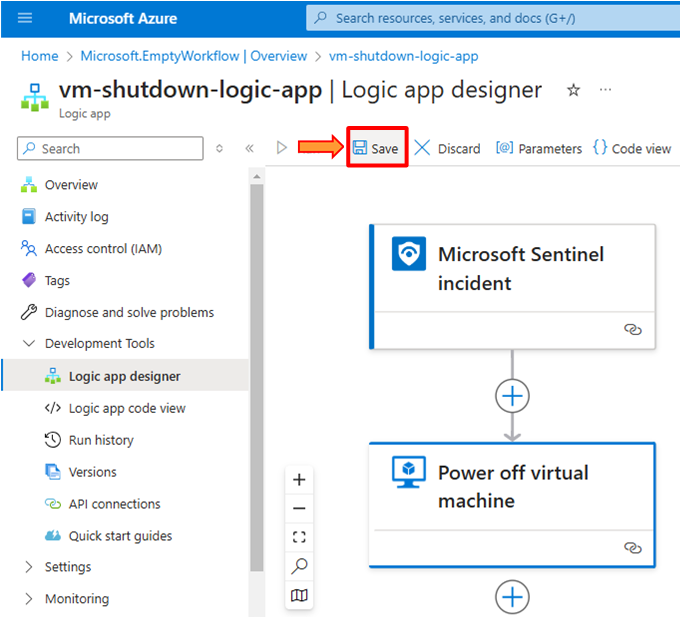 Microsoft Azure
Search resources, services, and docs (G+/)
Home > Microsoft.EmptyWorkflow | Overview > vm-shutdown-logic-app
vm-shutdown-logic-app | Logic app designer
Logic app
Search
Save
Discard
[@] Parameters
{} Code view
Overview
Activity log
Access control (IAM)
Tags
Diagnose and solve problems
Development Tools
Logic app designer
</> Logic app code view
Run history
Versions
API connections
Quick start guides
Settings
Monitoring
Microsoft Sentinel
incident
Power off virtual
machine